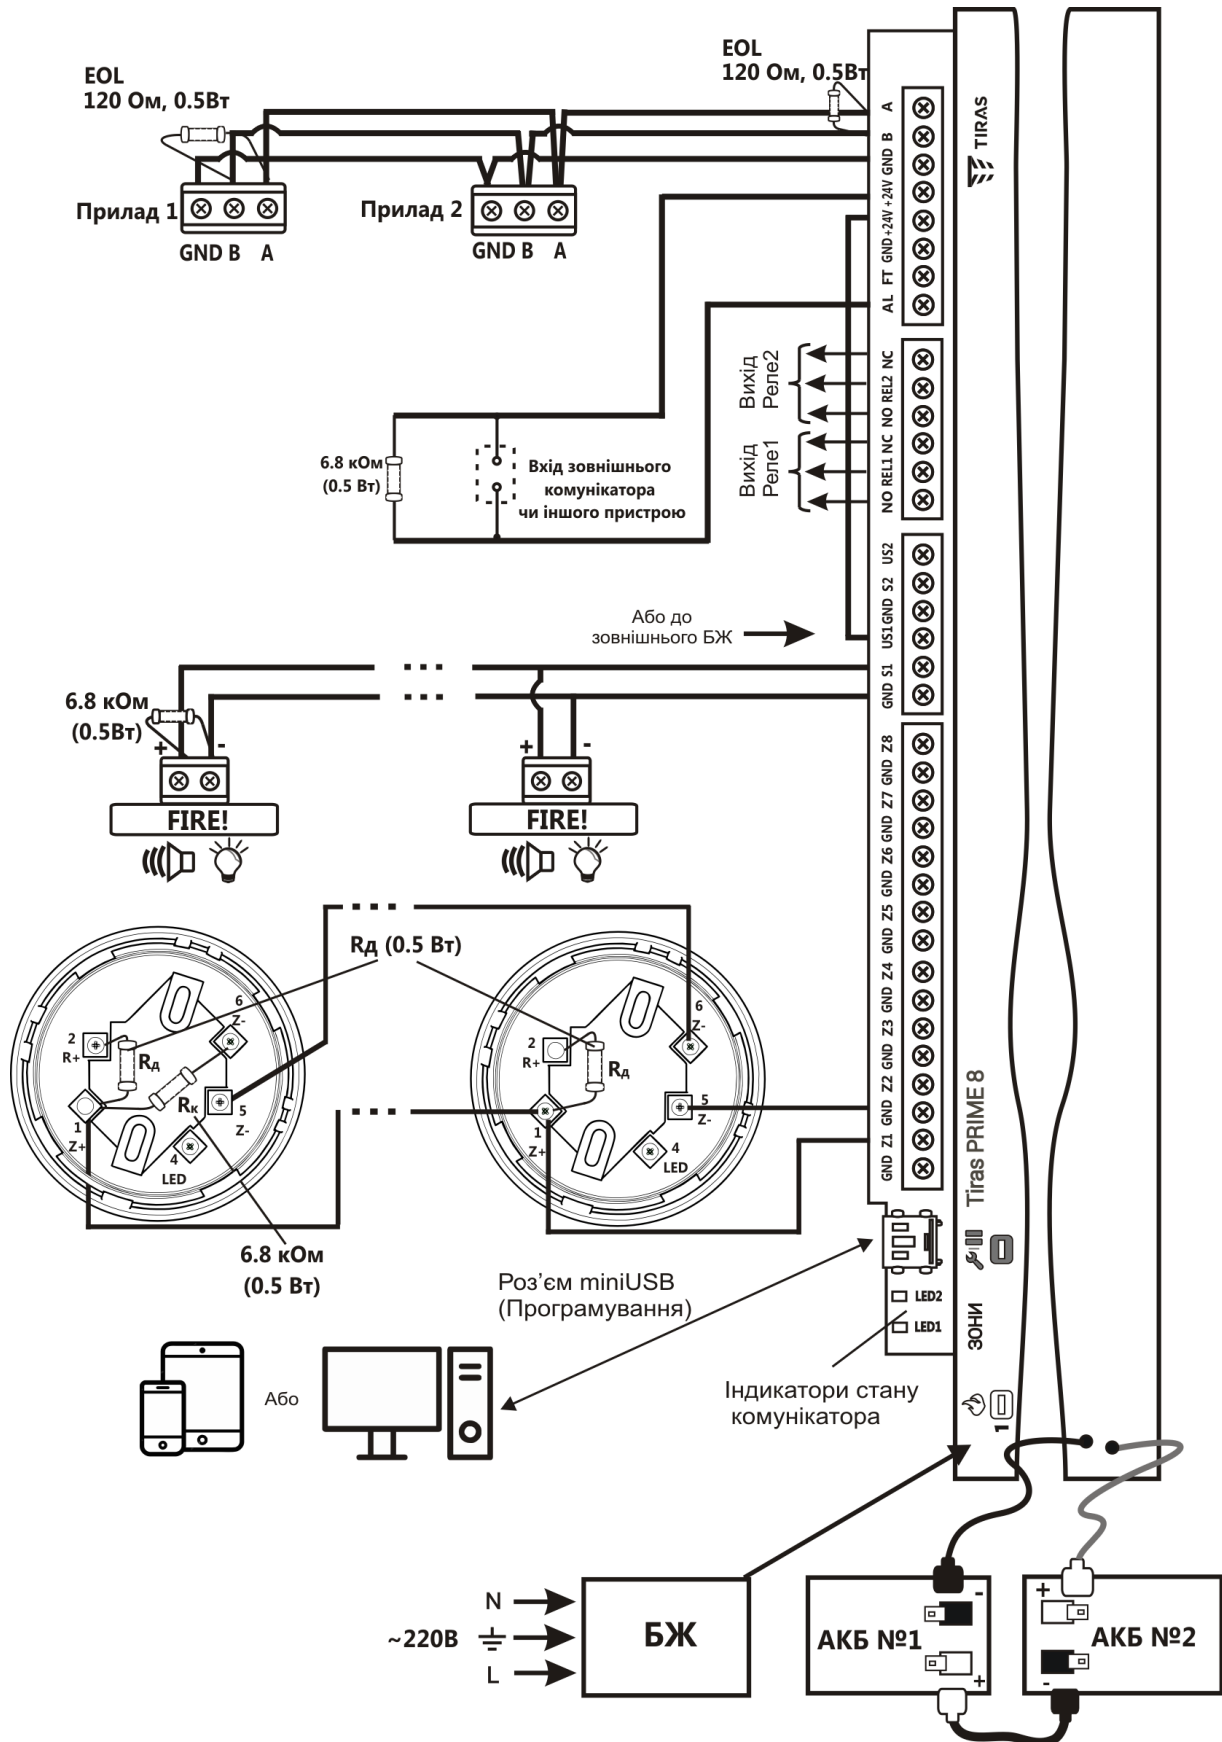 EOL
120 Ом, 0.5Вт
Прилад 1
GND B A
Прилад 2
GND B A
EOL
120 Ом, 0.5Вт
A
B
GND
+24V
+24V
GND
FT
AL
TIRAS
Вихід
Реле2
NC
REL2
NO
Вихід
Реле1
NC
REL1
NO
6.8 кОм
(0.5 Вт)
Вхід зовнішнього
комунікатора
чи іншого пристрою
US2
S2
GND
US1
S1
GND
Або до
зовнішнього БЖ
6.8 кОм
(0.5Вт)
+ -
FIRE!
+ -
FIRE!
Z8
GND
Z7
GND
Z6
GND
Z5
GND
Z4
GND
Z3
GND
Z2
GND
Z1
GND
Rд (0.5 Вт)
2
R+
Rд
6
Z-
Rк
5
Z-
1
Z+
4
LED
2
R+
Rд
6
Z-
5
Z-
1
Z+
4
LED
6.8 кОм
(0.5 Вт)
Tiras PRIME 8
Роз’єм miniUSB
(Програмування)
LED2
LED1
ЗОНИ
1
Або
Індикатори стану
комунікатора
N
~220В
L
БЖ
-
АКБ №1
+
+
АКБ №2
-